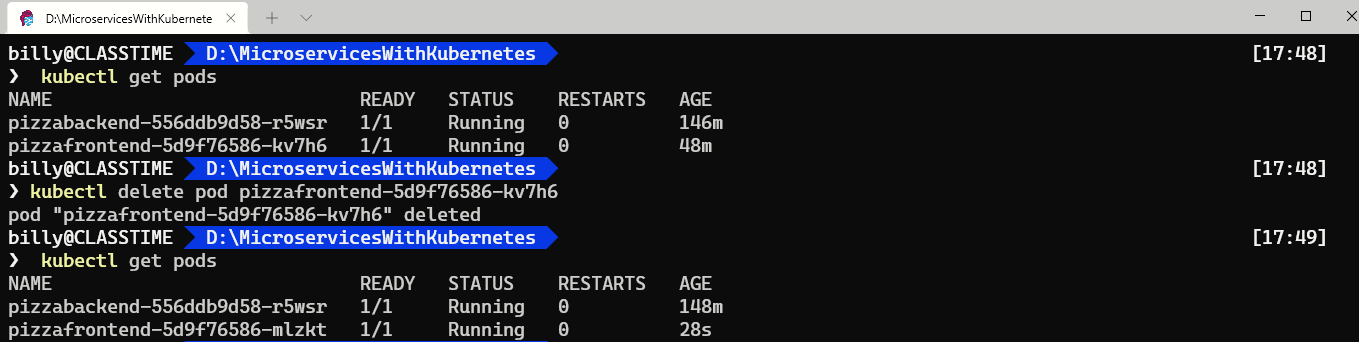 D:\MicroservicesWithKubernete
billy@CLASSTIME D:\MicroservicesWithKubernetes [17:48]
❯ kubectl get pods
NAME READY STATUS RESTARTS AGE
pizzabackend-556ddb9d58-r5wsr 1/1 Running 0 146m
pizzafrontend-5d9f76586-kv7h6 1/1 Running 0 48m
billy@CLASSTIME D:\MicroservicesWithKubernetes [17:48]
❯ kubectl delete pod pizzafrontend-5d9f76586-kv7h6
pod "pizzafrontend-5d9f76586-kv7h6" deleted
billy@CLASSTIME D:\MicroservicesWithKubernetes [17:49]
❯ kubectl get pods
NAME READY STATUS RESTARTS AGE
pizzabackend-556ddb9d58-r5wsr 1/1 Running 0 148m
pizzafrontend-5d9f76586-mlzkt 1/1 Running 0 28s